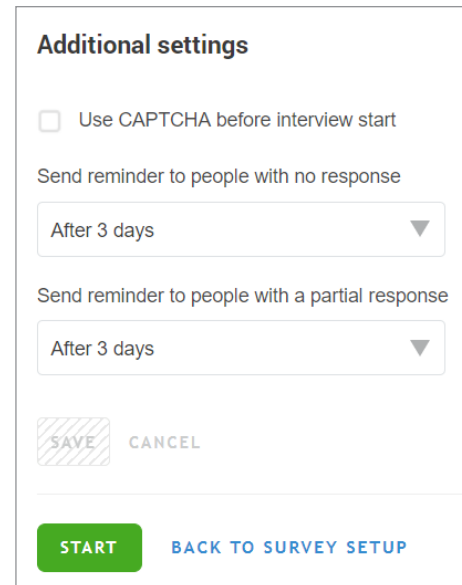 Additional settings
Use CAPTCHA before interview start
Send reminder to people with no response
After 3 days
Send reminder to people with a partial response
After 3 days
SAVE CANCEL
START BACK TO SURVEY SETUP